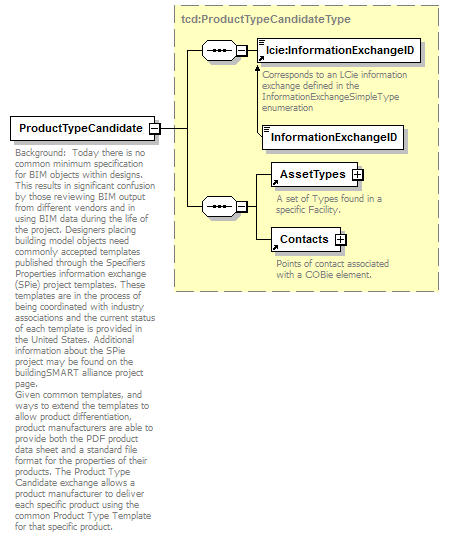 tcd:ProductTypeCandidateType
lcie:InformationExchangeID
Corresponds to an LCie information
exchange defined in the
InformationExchangeSimpleType
enumeration
ProductTypeCandidate
InformationExchangeID
Background:  Today there is no
common minimum specification
for BIM objects within designs.
This results in significant confusion
by those reviewing BIM output
from different vendors and in
using BIM data during the life of
the project. Designers placing
building model objects need
commonly accepted templates
published through the Specifiers
Properties information exchange
(SPie) project templates. These
templates are in the process of
being coordinated with industry
associations and the current status
of each template is provided in
the United States. Additional
information about the SPie
project may be found on the
buildingSMART alliance project
page.
Given common templates, and
ways to extend the templates to
allow product differentiation,
product manufacturers are able to
provide both the PDF product
data sheet and a standard file
format for the properties of their
products. The Product Type
Candidate exchange allows a
product manufacturer to deliver
each specific product using the
common Product Type Template
for that specific product.
AssetTypes
A set of Types found in a
specific Facility.
Contacts
Points of contact associated
with a COBie element.